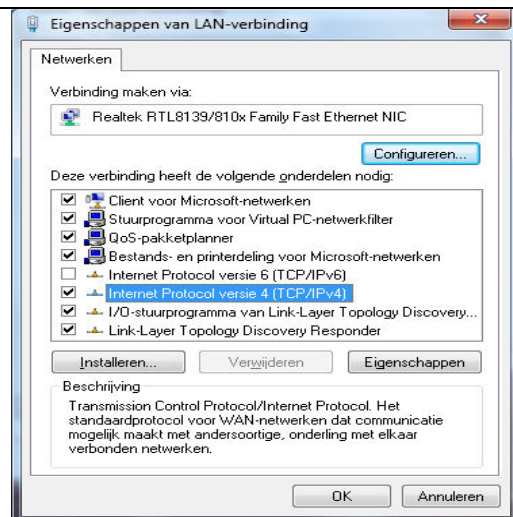 Eigenschappen van LAN-verbinding
Netwerken
Verbinding maken via:
Realtek RTL8139/810x Family Fast Ethernet NIC
Configureren...
Deze verbinding heeft de volgende onderdelen nodig:
Client voor Microsoft-netwerken
Stuurprogramma voor Virtual PC-netwerkfilter
QoS-pakketplanner
Bestands- en printerdeling voor Microsoft-netwerken
Internet Protocol versie 6 (TCP/IPv6)
Internet Protocol versie 4 (TCP/IPv4)
I/O-stuurprogramma van Link-Layer Topology Discovery...
Link-Layer Topology Discovery Responder
Installeren...
Verwijderen
Eigenschappen
Beschrijving
Transmission Control Protocol/Internet Protocol. Het
standaardprotocol voor WAN-netwerken dat communicatie
mogelijk maakt met andersoortige, onderling met elkaar
verbonden netwerken.
OK
Annuleren